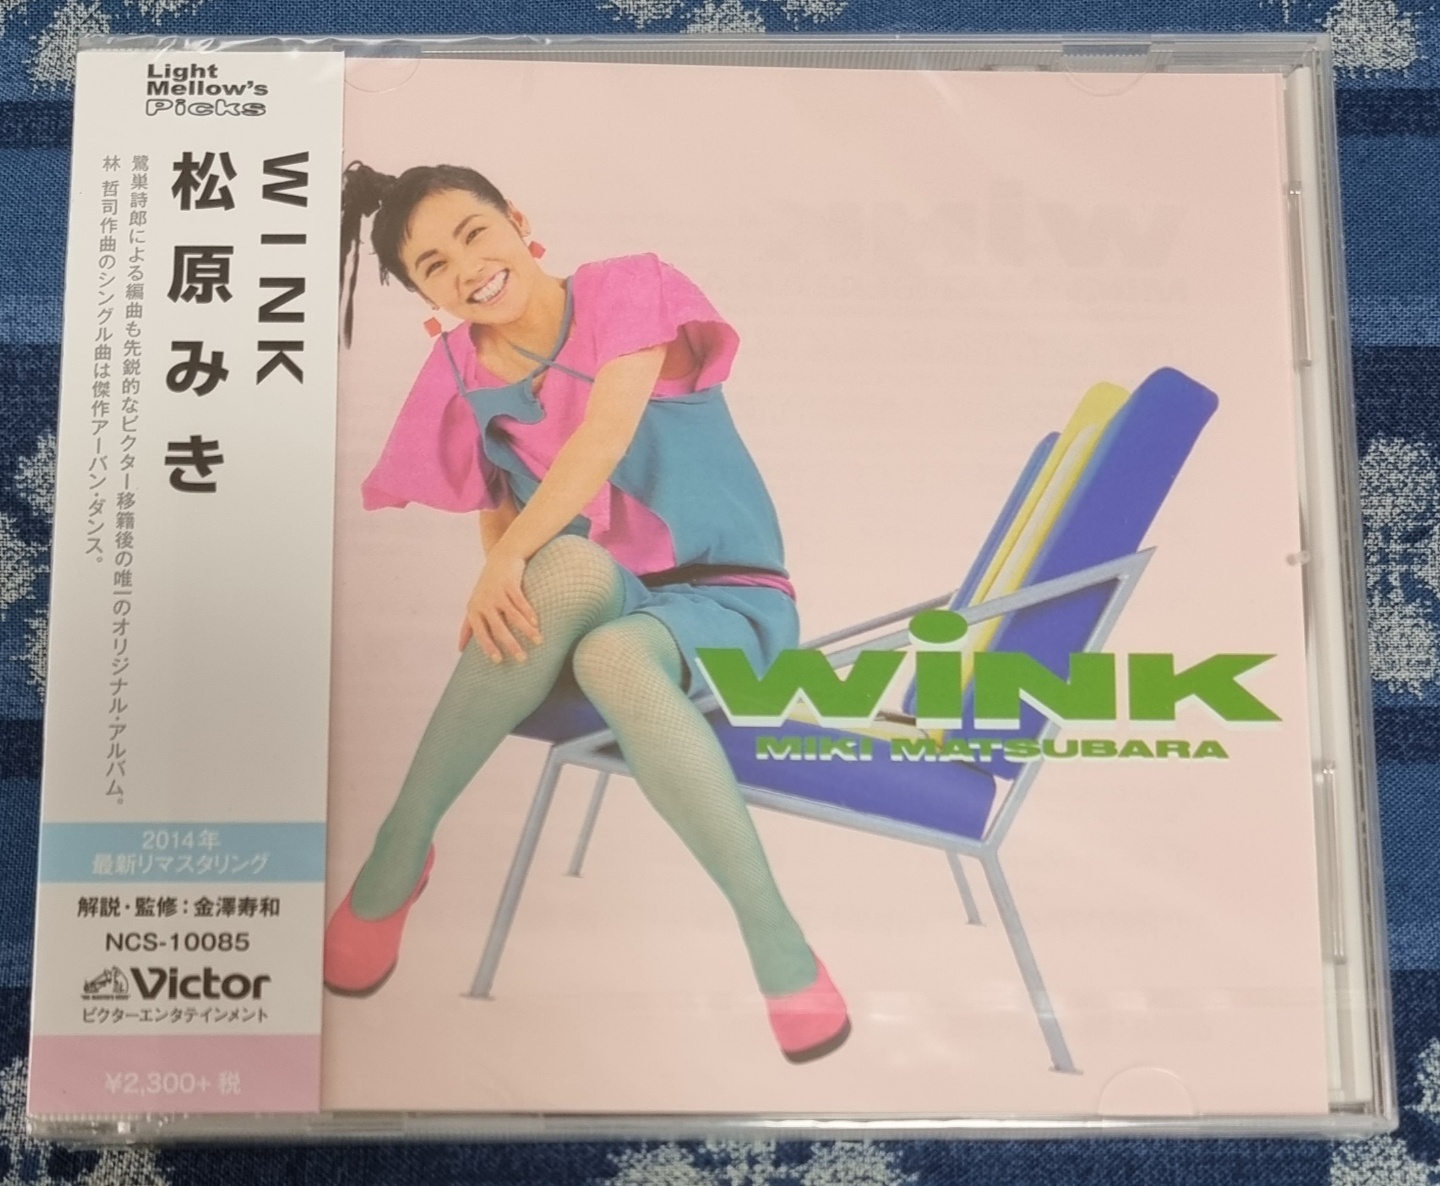 Light
Mellow's
Picks
WINK
松原みき
鷺巣詩郎による編曲も先鋭的なビクター移籍後の唯一のオリジナル・アルバム。
林 哲司作曲のシングル曲は傑作アーバン・ダンス。
2014年
最新リマスタリング
解説・監修：金澤寿和
NCS-10085
Victor
ビクターエンタテインメント
¥2,300+ 税
WiNK
MIKI MATSUBARA